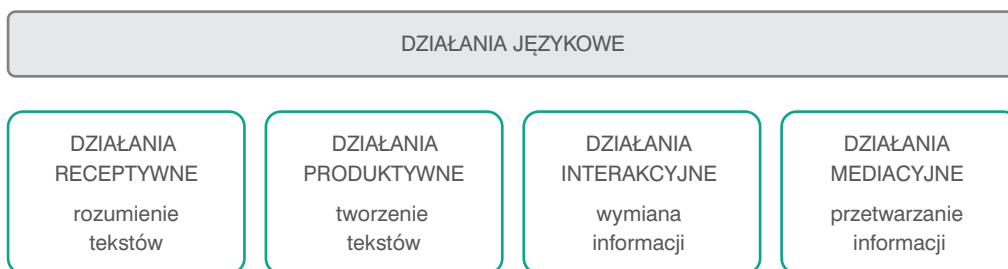 DZIAŁANIA JĘZYKOWE
DZIAŁANIA
RECEPTYWNE
rozumienie
tekstów
DZIAŁANIA
PRODUKTYWNE
tworzenie
tekstów
DZIAŁANIA
INTERAKCYJNE
wymiana
informacji
DZIAŁANIA
MEDIACYJNE
przetwarzanie
informacji